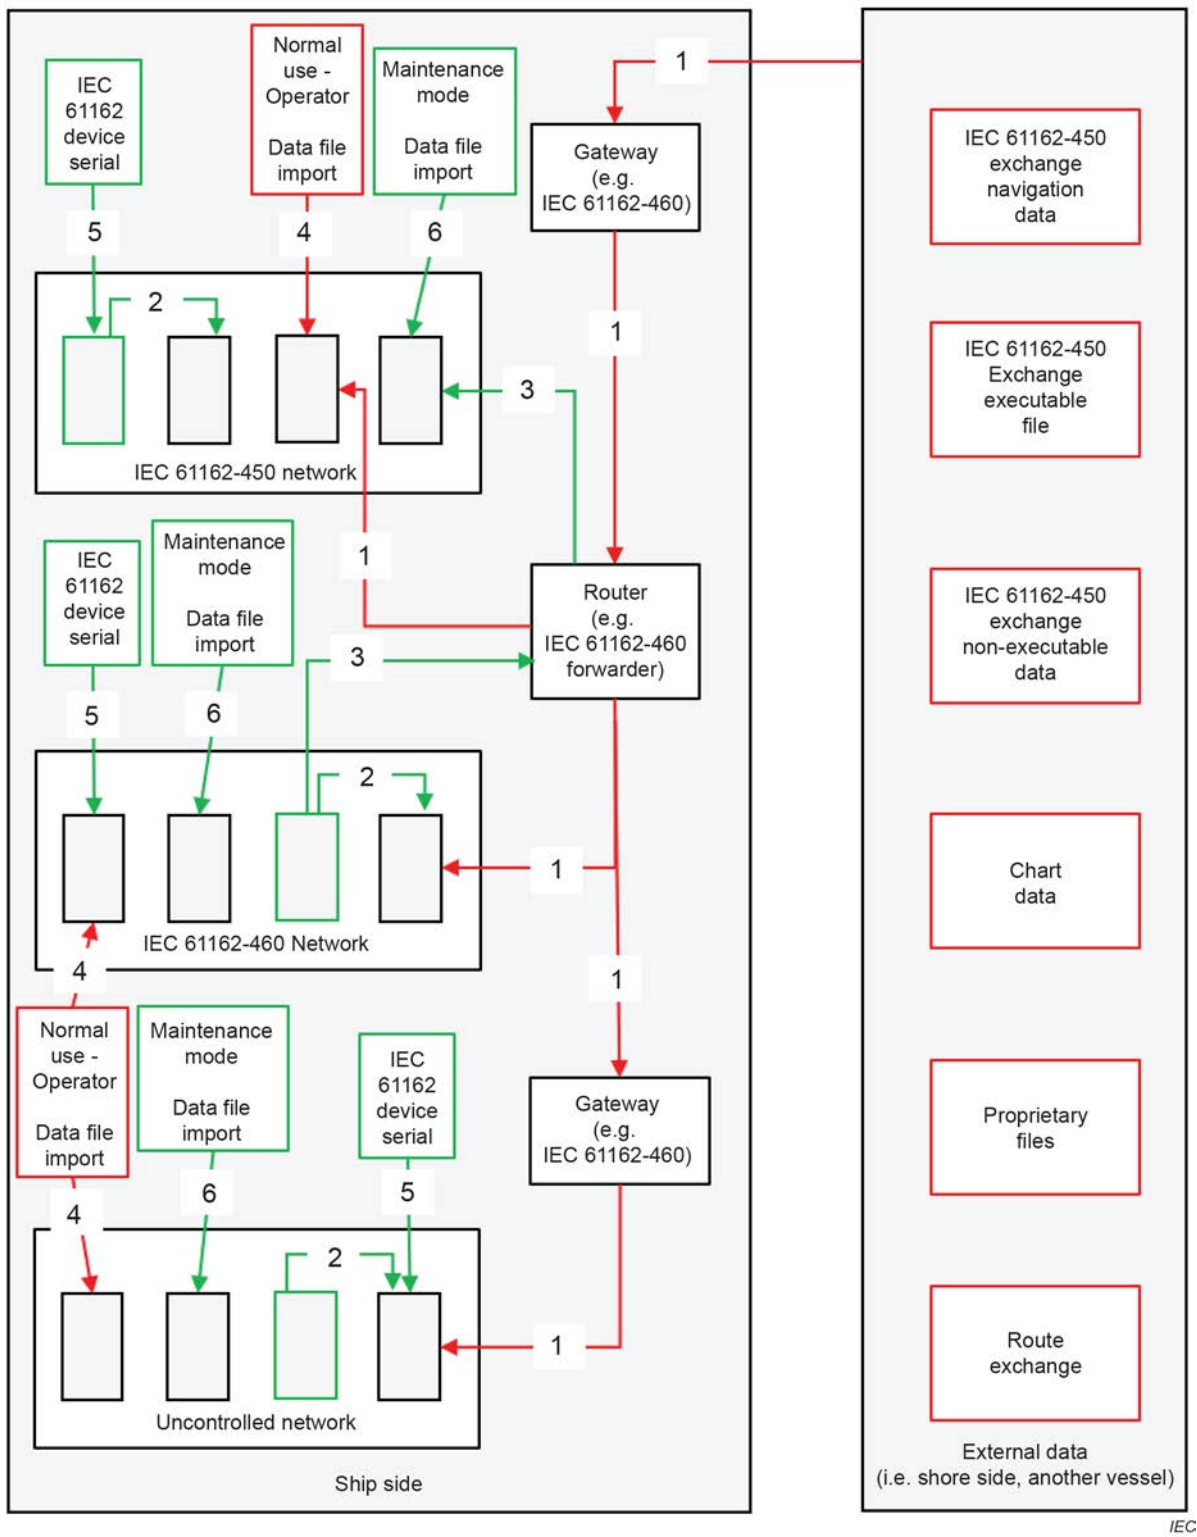 IEC
61162
device
serial
Normal
use -
Operator
Data file
import
Maintenance
mode
Data file
import
1
Gateway
(e.g.
IEC 61162-460)
5
4
6
2
1
3
IEC 61162-450 network
IEC
61162
device
serial
Maintenance
mode
Data file
import
1
Router
(e.g.
IEC 61162-460
forwarder)
3
5
6
2
1
IEC 61162-460 Network
4
1
Normal
use -
Operator
Data file
import
Maintenance
mode
Data file
import
IEC
61162
device
serial
Gateway
(e.g.
IEC 61162-460)
4
6
5
2
1
Uncontrolled network
Ship side
IEC 61162-450
exchange
navigation
data
IEC 61162-450
Exchange
executable
file
IEC 61162-450
exchange
non-executable
data
Chart
data
Proprietary
files
Route
exchange
External data
(i.e. shore side, another vessel)
IEC